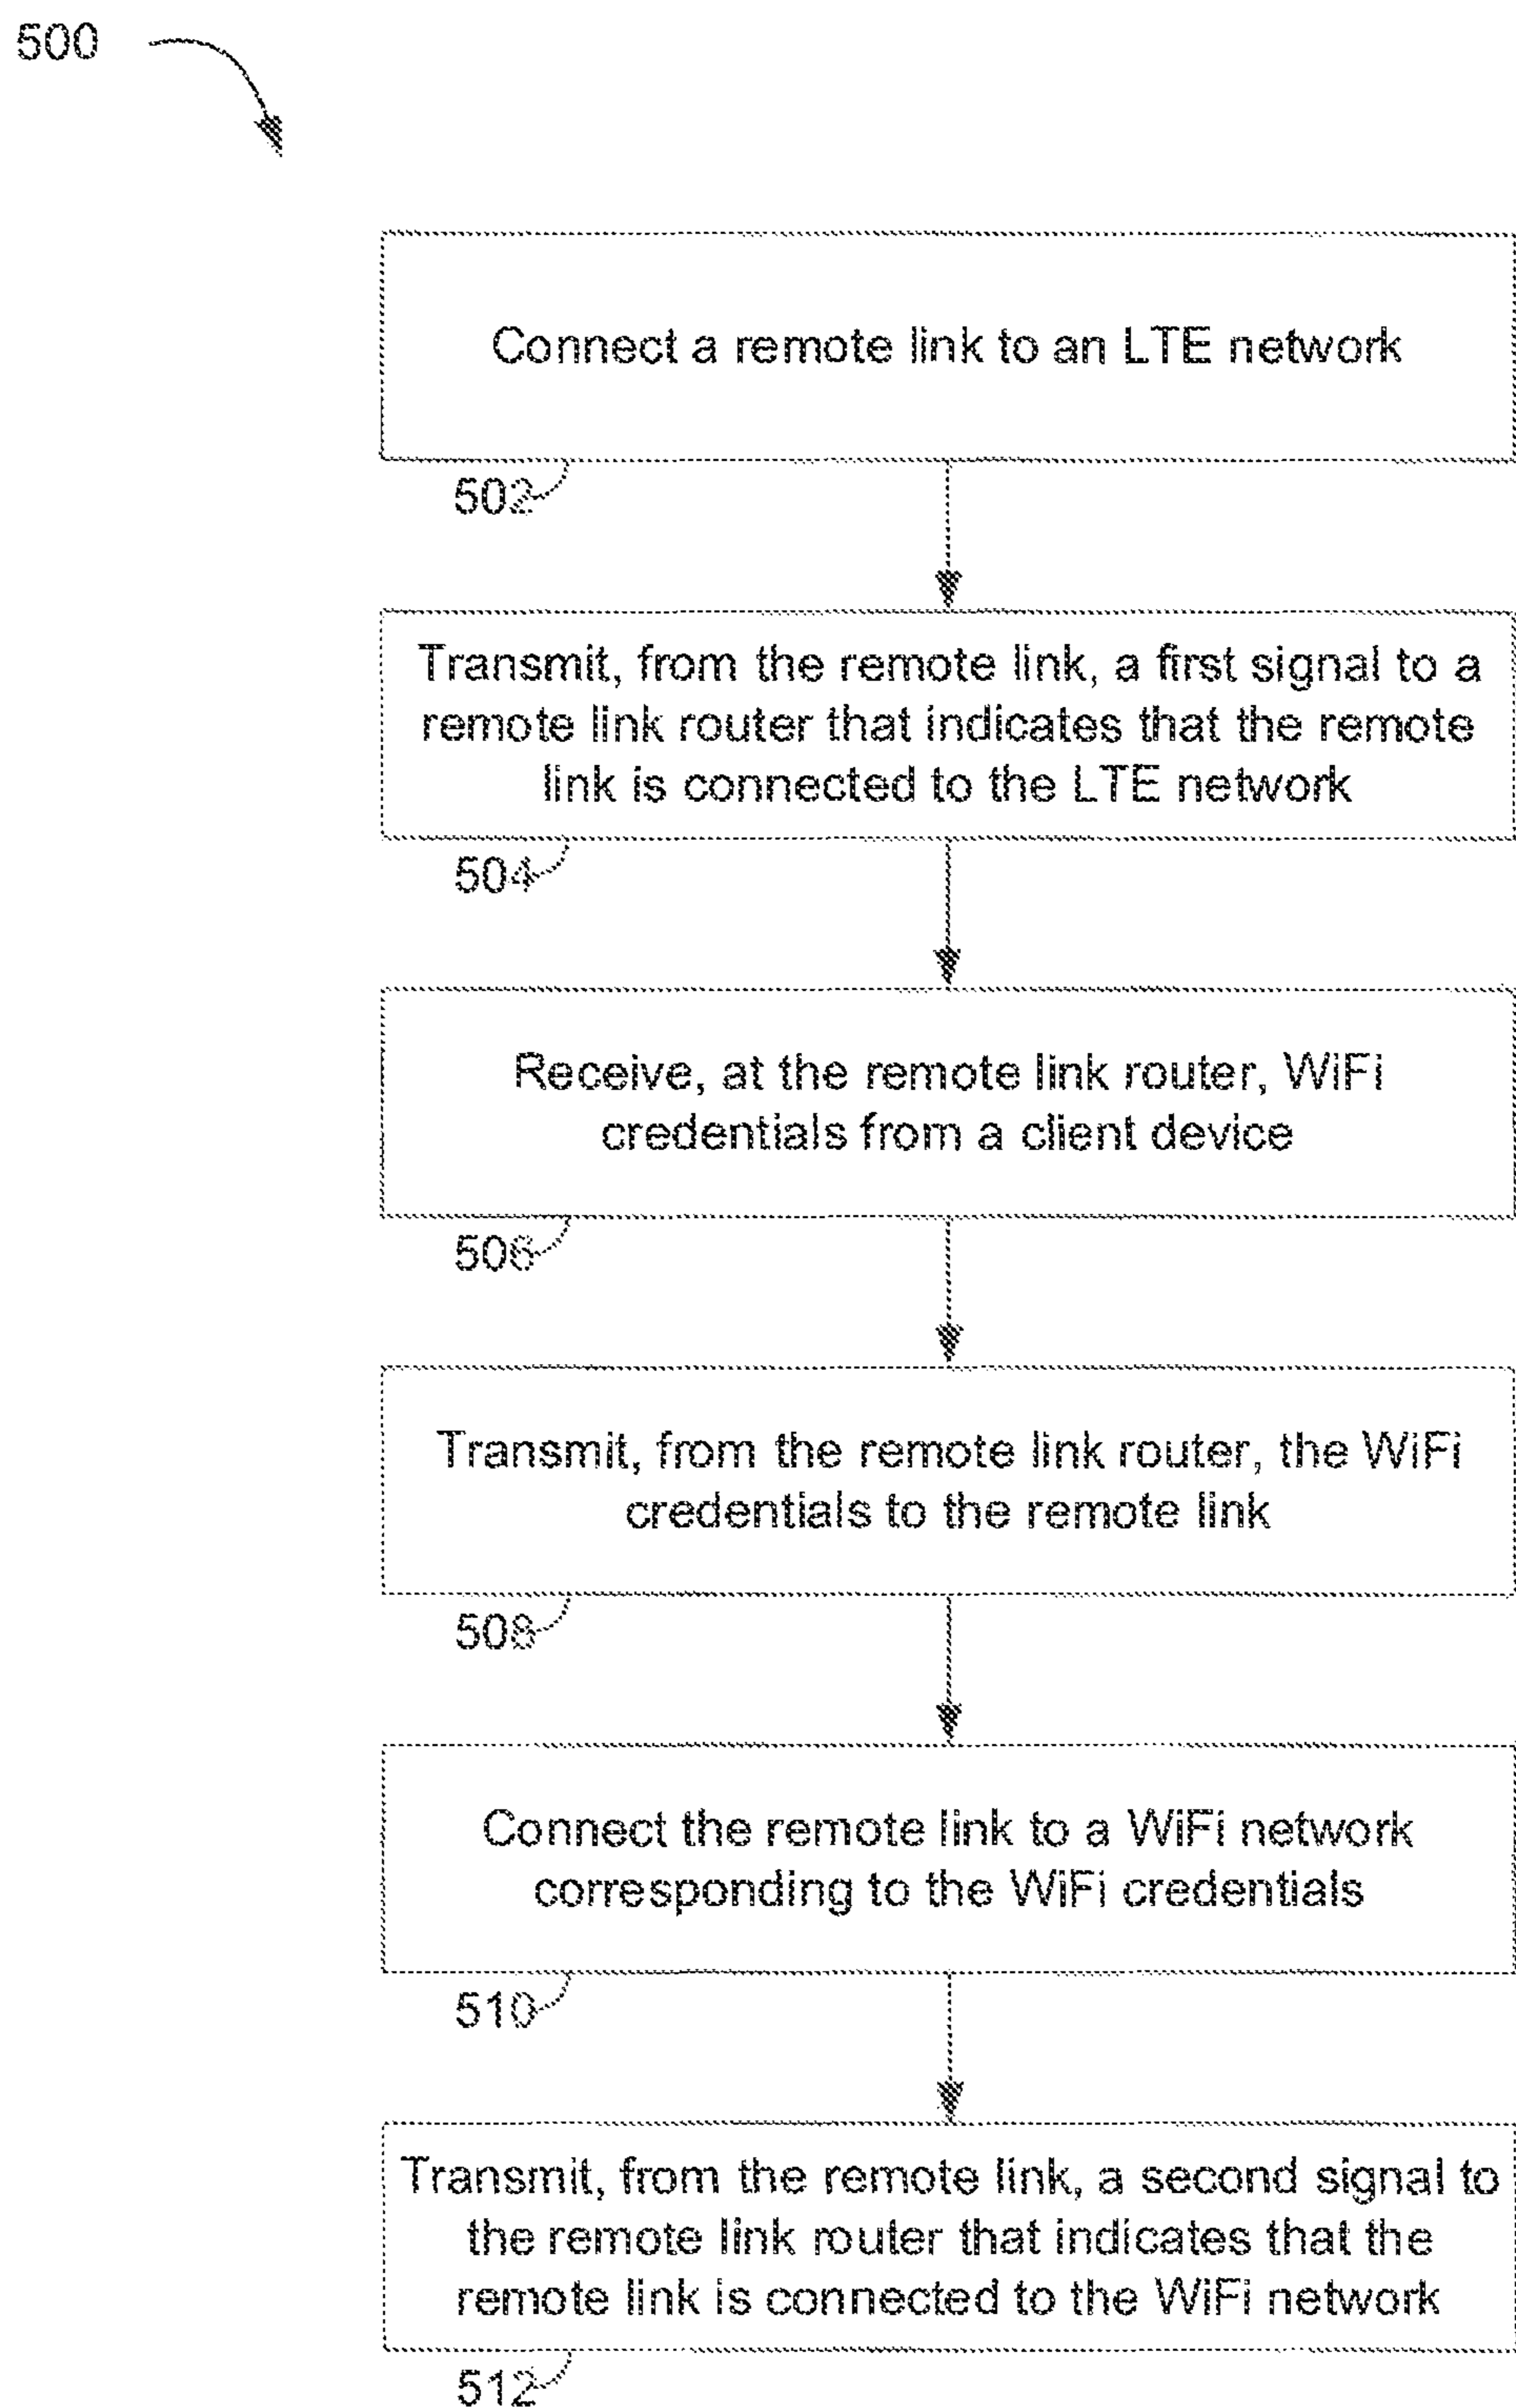 500
Connect a remote link to an LTE network
502
Transmit, from the remote link, a first signal to a
remote link router that indicates that the remote
link is connected to the LTE network
504
Receive, at the remote link router, WiFi
credentials from a client device
506
Transmit, from the remote link router, the WiFi
credentials to the remote link
508
Connect the remote link to a WiFi network
corresponding to the WiFi credentials
510
Transmit, from the remote link, a second signal to
the remote link router that indicates that the
remote link is connected to the WiFi network
512